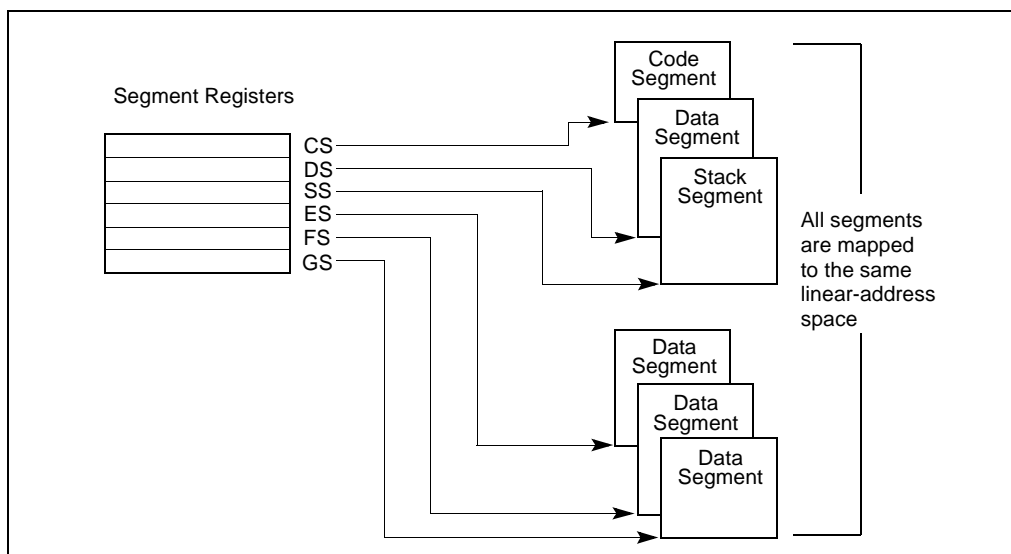 Segment Registers
CS
DS
SS
ES
FS
GS
Code
Segment
Data
Segment
Stack
Segment
Data
Segment
Data
Segment
Data
Segment
All segments
are mapped
to the same
linear-address
space